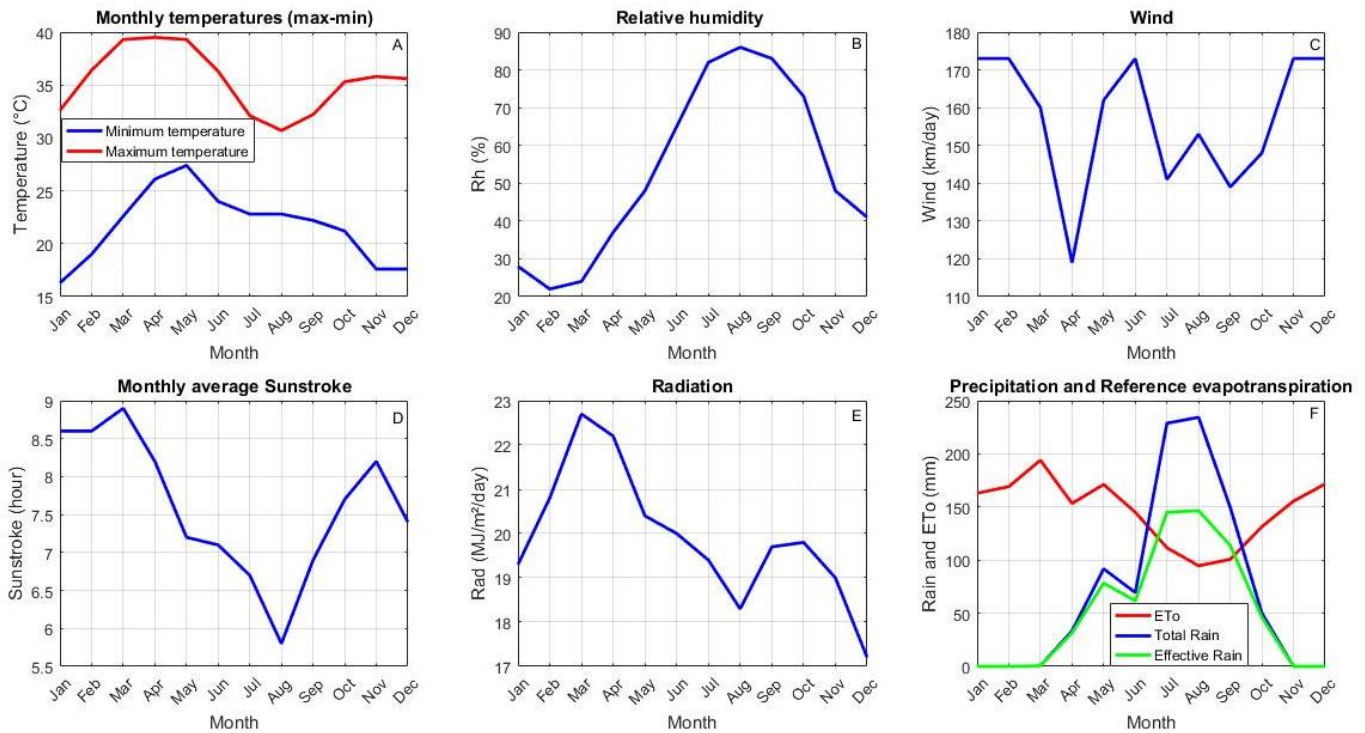 Monthly temperatures (max-min)
A
Temperature (°C)
40
35
30
25
20
15
Minimum temperature
Maximum temperature
Jan Feb Mar Apr May Jun Jul Aug Sep Oct Nov Dec
Month
Relative humidity
B
Rh (%)
90
80
70
60
50
40
30
20
Jan Feb Mar Apr May Jun Jul Aug Sep Oct Nov Dec
Month
Wind
C
Wind (km/day)
180
170
160
150
140
130
120
110
Jan Feb Mar Apr May Jun Jul Aug Sep Oct Nov Dec
Month
Monthly average Sunstroke
D
Sunstroke (hour)
9
8.5
8
7.5
7
6.5
6
5.5
Jan Feb Mar Apr May Jun Jul Aug Sep Oct Nov Dec
Month
Radiation
E
Rad (MJ/m²/day)
23
22
21
20
19
18
17
Jan Feb Mar Apr May Jun Jul Aug Sep Oct Nov Dec
Month
Precipitation and Reference evapotranspiration
F
Rain and ETo (mm)
250
200
150
100
50
0
ETo
Total Rain
Effective Rain
Jan Feb Mar Apr May Jun Jul Aug Sep Oct Nov Dec
Month